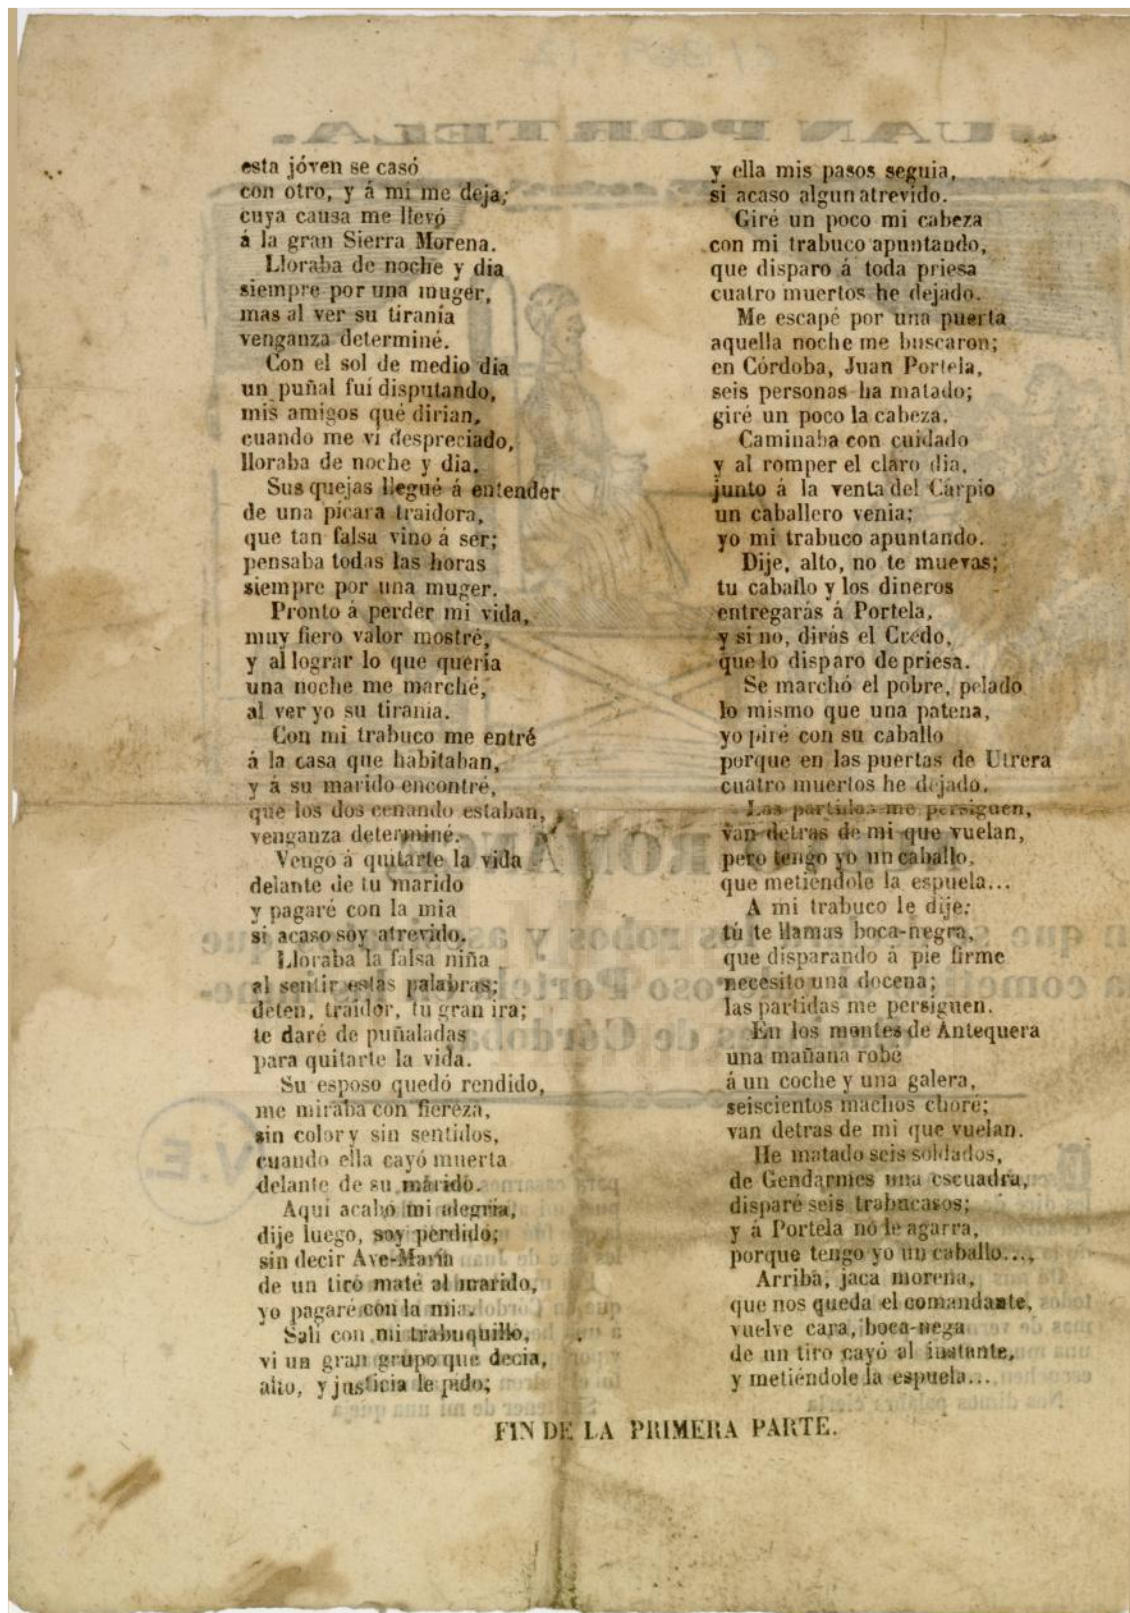 esta jóven se casó
con otro, y á mí me deja;
cuya causa me llevó
á la gran Sierra Morena.
Lloraba de noche y dia
siempre por una muger,
mas al ver su tiranía
venganza determiné.
Con el sol de medio dia
un puñal fuí disputando,
mis amigos qué dirian,
cuando me ví despreciado,
lloraba de noche y dia.
Sus quejas llegué á entender
de una pícara traidora,
que tan falsa vino á ser;
pensaba todas las horas
siempre por una muger.
Pronto á perder mi vida,
muy fiero valor mostré,
y al lograr lo que queria
una noche me marché,
al ver yo su tirania.
Con mi trabuco me entré
á la casa que habitaban,
y á su marido encontré,
que los dos cenando estaban,
venganza determiné.
Vengo á quitarte la vida
delante de tu marido
y pagaré con la mia
si acaso soy atrevido.
Lloraba la falsa niña
al sentir estas palabras;
deten, traidor, tu gran ira;
te daré de puñaladas
para quitarte la vida.
Su esposo quedó rendido,
me miraba con fiereza,
sin color y sin sentidos,
cuando ella cayó muerta
delante de su marido.
Aquí acabó mi alegria,
dije luego, soy perdido;
sin decir Ave-María
de un tiro maté al marido,
yo pagaré con la mia.
Salí con mi trabuquillo,
vi un gran grupo que decia,
alto, y justicia le pido;
y ella mis pasos seguia,
si acaso algun atrevido.
Giré un poco mi cabeza
con mi trabuco apuntando,
que disparo á toda priesa
cuatro muertos he dejado.
Me escapé por una puerta
aquella noche me buscaron;
en Córdoba, Juan Portela,
seis personas ha matado;
giré un poco la cabeza.
Caminaba con cuidado
y al romper el claro dia,
junto á la venta del Cárpio
un caballero venia;
yo mi trabuco apuntando.
Dije, alto, no te muevas;
tu caballo y los dineros
entregarás á Portela,
y si no, dirás el Credo,
que lo disparo de priesa.
Se marchó el pobre, pelado
lo mismo que una patena,
yo piré con su caballo
porque en las puertas de Utrera
cuatro muertos he dejado.
Las partidas me persiguen,
van detras de mi que vuelan,
pero tengo yo un caballo,
que metiéndole la espuela...
A mi trabuco le dije:
tú te llamas boca-negra,
que disparando á pie firme
necesito una docena;
las partidas me persiguen.
En los montes de Antequera
una mañana robé
á un coche y una galera,
seiscientos machos choré;
van detras de mi que vuelan.
He matado seis soldados,
de Gendarmes una escuadra,
disparé seis trabucasos;
y á Portela no le agarra,
porque tengo yo un caballo...,
Arriba, jaca morena,
que nos queda el comandante,
vuelve cara, boca-nega
de un tiro cayó al instante,
y metiéndole la espuela...
FIN DE LA PRIMERA PARTE.